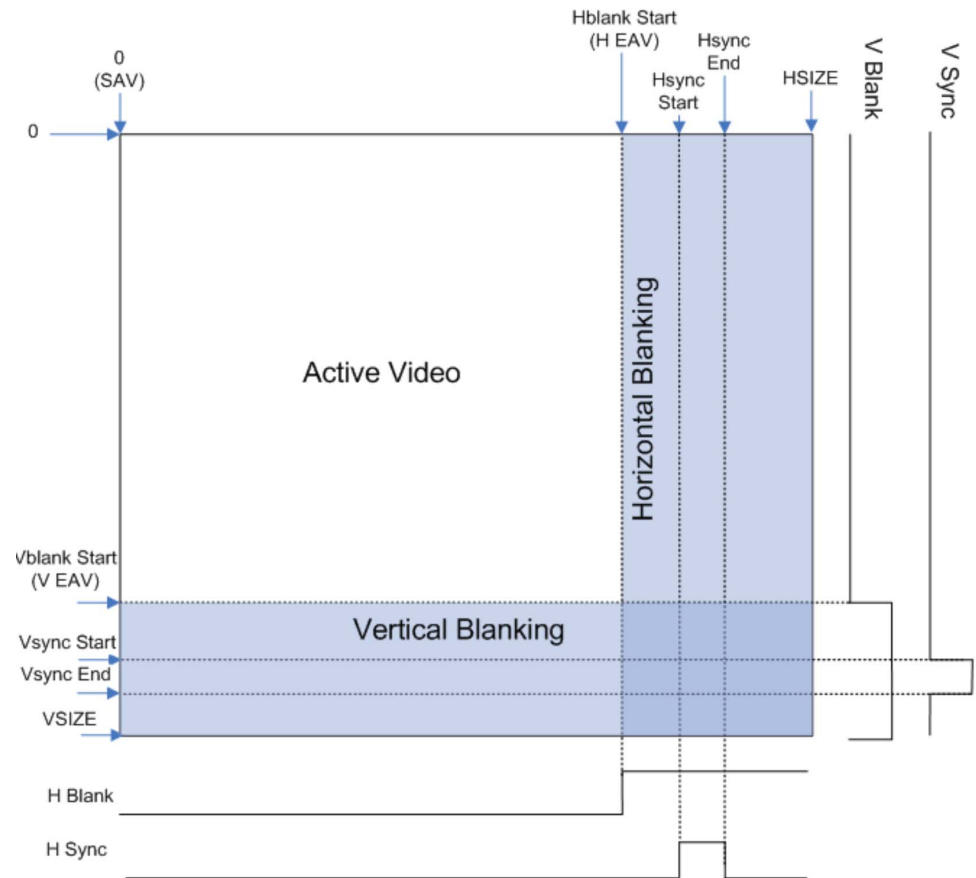 Hblank Start
(H EAV)
Hsync
End
0
(SAV)
Hsync
Start
HSIZE
V Blank
V Sync
0
Active Video
Horizontal Blanking
Vblank Start
(V EAV)
Vertical Blanking
Vsync Start
Vsync End
VSIZE
H Blank
H Sync